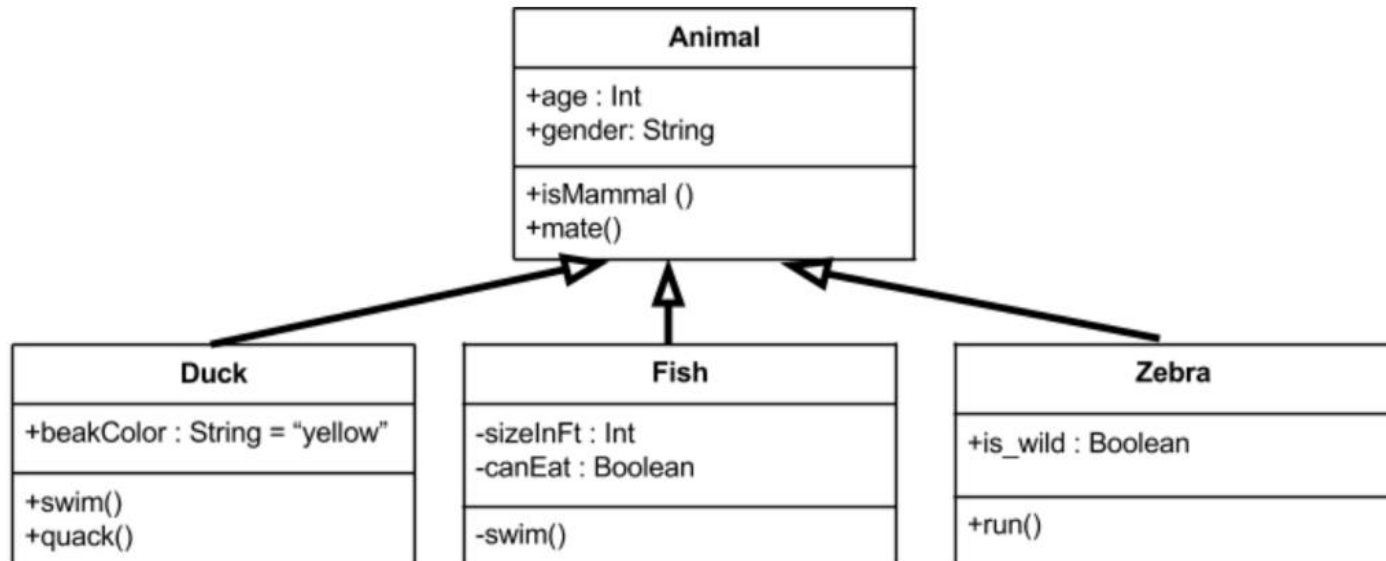 Animal
+age : Int
+gender: String
+isMammal ()
+mate()
Duck
+beakColor : String = “yellow”
+swim()
+quack()
Fish
-sizeInFt : Int
-canEat : Boolean
-swim()
Zebra
+is_wild : Boolean
+run()